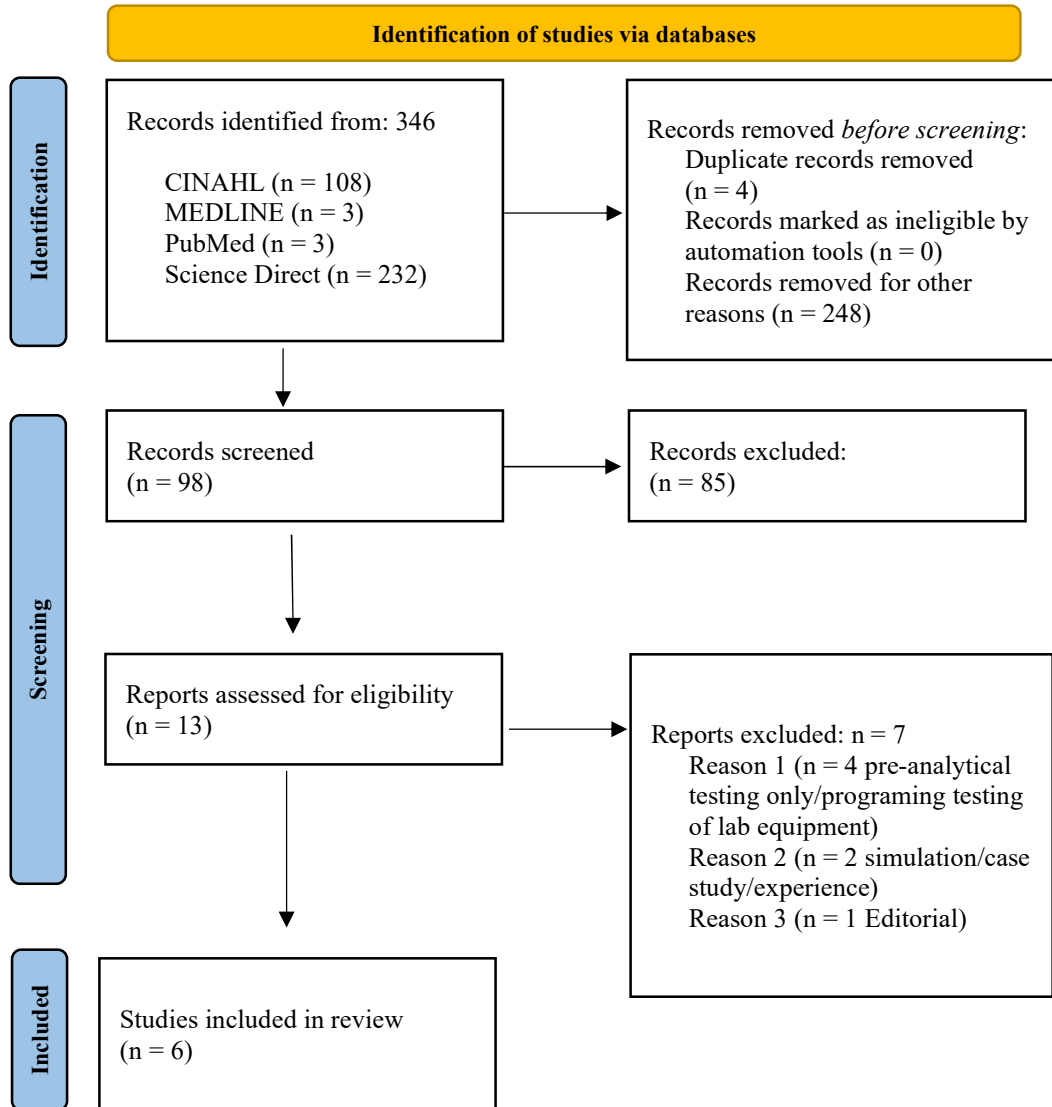 Identification of studies via databases
Identification
Records identified from: 346
CINAHL (n = 108)
MEDLINE (n = 3)
PubMed (n = 3)
Science Direct (n = 232)
Records removed before screening:
Duplicate records removed
(n = 4)
Records marked as ineligible by
automation tools (n = 0)
Records removed for other
reasons (n = 248)
Screening
Records screened
(n = 98)
Records excluded:
(n = 85)
Reports assessed for eligibility
(n = 13)
Reports excluded: n = 7
Reason 1 (n = 4 pre-analytical
testing only/programing testing
of lab equipment)
Reason 2 (n = 2 simulation/case
study/experience)
Reason 3 (n = 1 Editorial)
Included
Studies included in review
(n = 6)